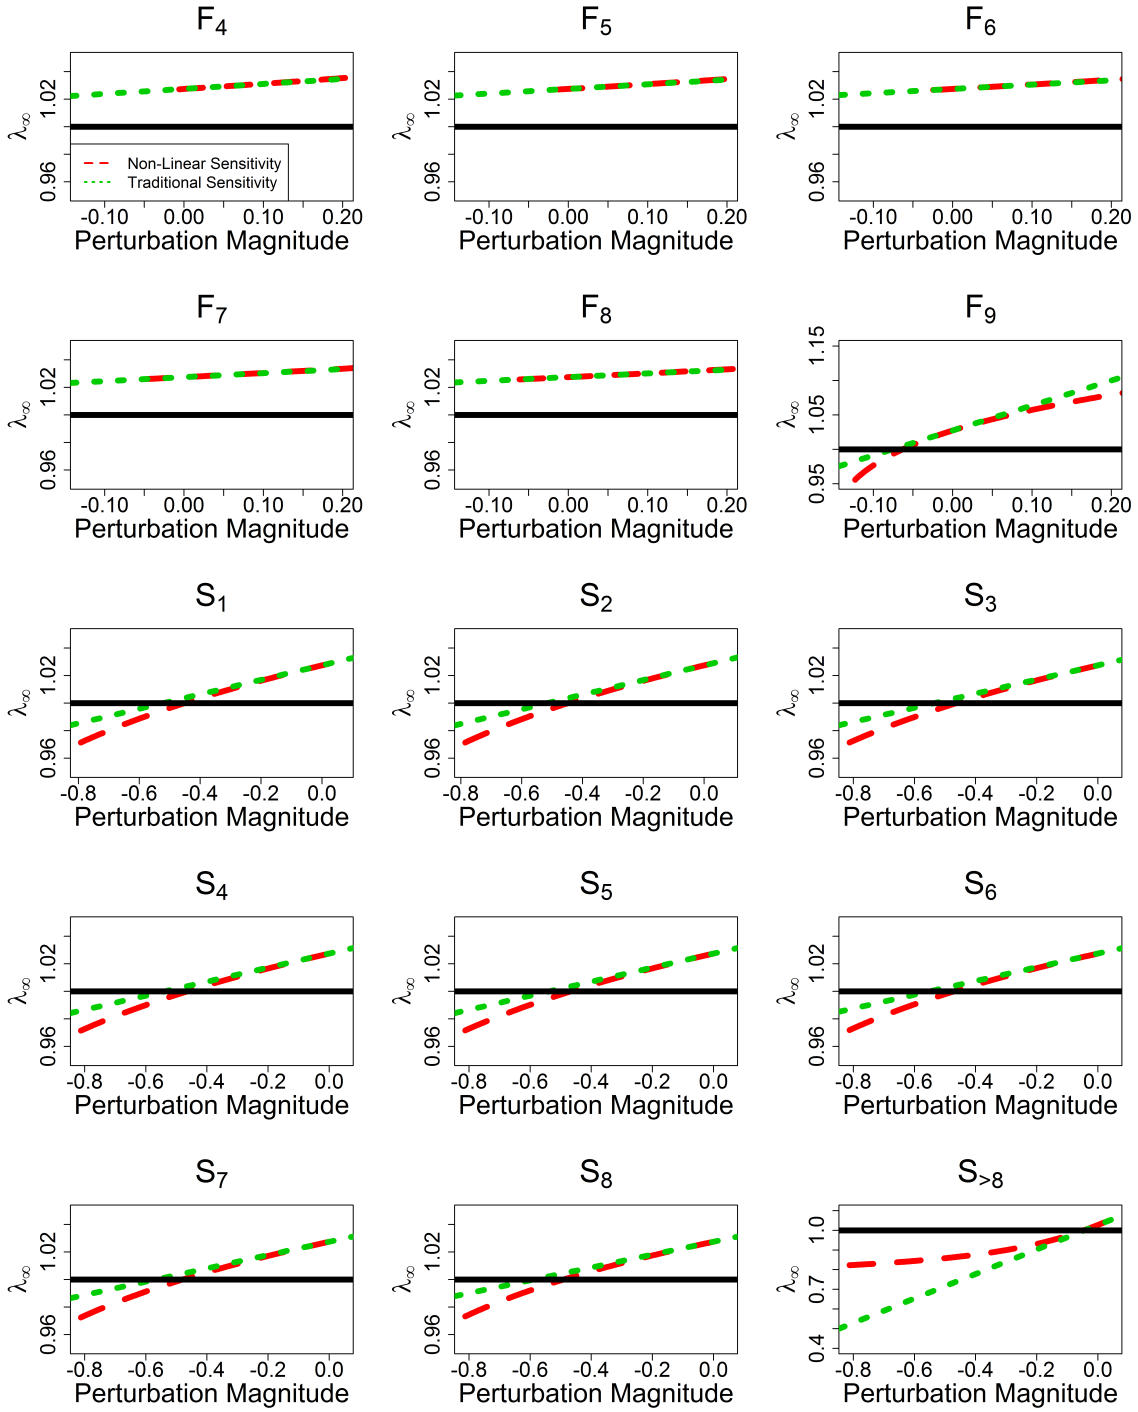 F4 F5 F6
λ∞ 0.96 1.02 λ∞ 0.96 1.02 λ∞ 0.96 1.02
Non-Linear Sensitivity
Traditional Sensitivity
-0.10 0.00 0.10 0.20 -0.10 0.00 0.10 0.20 -0.10 0.00 0.10 0.20
Perturbation Magnitude Perturbation Magnitude Perturbation Magnitude
F7 F8 F9
λ∞ 0.96 1.02 λ∞ 0.96 1.02 λ∞ 0.95 1.05 1.15
-0.10 0.00 0.10 0.20 -0.10 0.00 0.10 0.20 -0.10 0.00 0.10 0.20
Perturbation Magnitude Perturbation Magnitude Perturbation Magnitude
S1 S2 S3
λ∞ 0.96 1.02 λ∞ 0.96 1.02 λ∞ 0.96 1.02
-0.8 -0.6 -0.4 -0.2 0.0 -0.8 -0.6 -0.4 -0.2 0.0 -0.8 -0.6 -0.4 -0.2 0.0
Perturbation Magnitude Perturbation Magnitude Perturbation Magnitude
S4 S5 S6
λ∞ 0.96 1.02 λ∞ 0.96 1.02 λ∞ 0.96 1.02
-0.8 -0.6 -0.4 -0.2 0.0 -0.8 -0.6 -0.4 -0.2 0.0 -0.8 -0.6 -0.4 -0.2 0.0
Perturbation Magnitude Perturbation Magnitude Perturbation Magnitude
S7 S8 S>8
λ∞ 0.96 1.02 λ∞ 0.96 1.02 λ∞ 0.4 0.7 1.0
-0.8 -0.6 -0.4 -0.2 0.0 -0.8 -0.6 -0.4 -0.2 0.0 -0.8 -0.6 -0.4 -0.2 0.0
Perturbation Magnitude Perturbation Magnitude Perturbation Magnitude